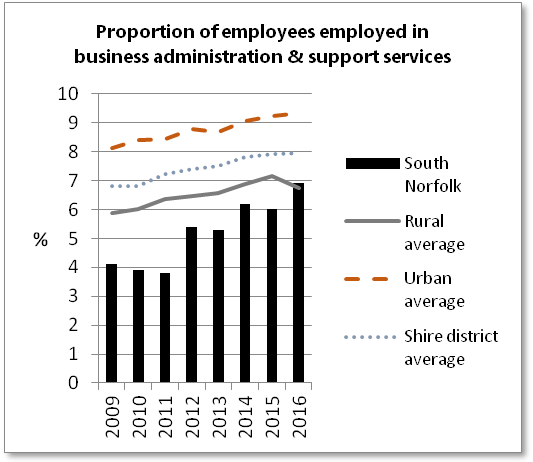 Proportion of employees employed in
business administration & support services
10
9
8
7
6
5
4
3
2
1
0
%
2009
2010
2011
2012
2013
2014
2015
2016
South
Norfolk
Rural
average
Urban
average
Shire district
average